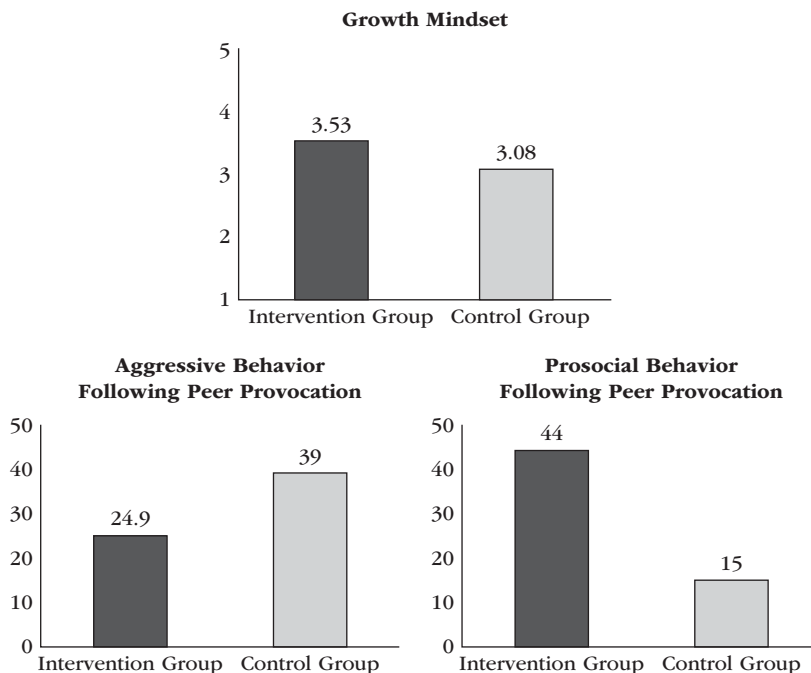 Growth Mindset
5
4
3
2
1
3.53
3.08
Intervention Group Control Group
Aggressive Behavior
Following Peer Provocation
50
40
30
20
10
0
24.9
39
Intervention Group Control Group
Prosocial Behavior
Following Peer Provocation
50
40
30
20
10
0
44
15
Intervention Group Control Group